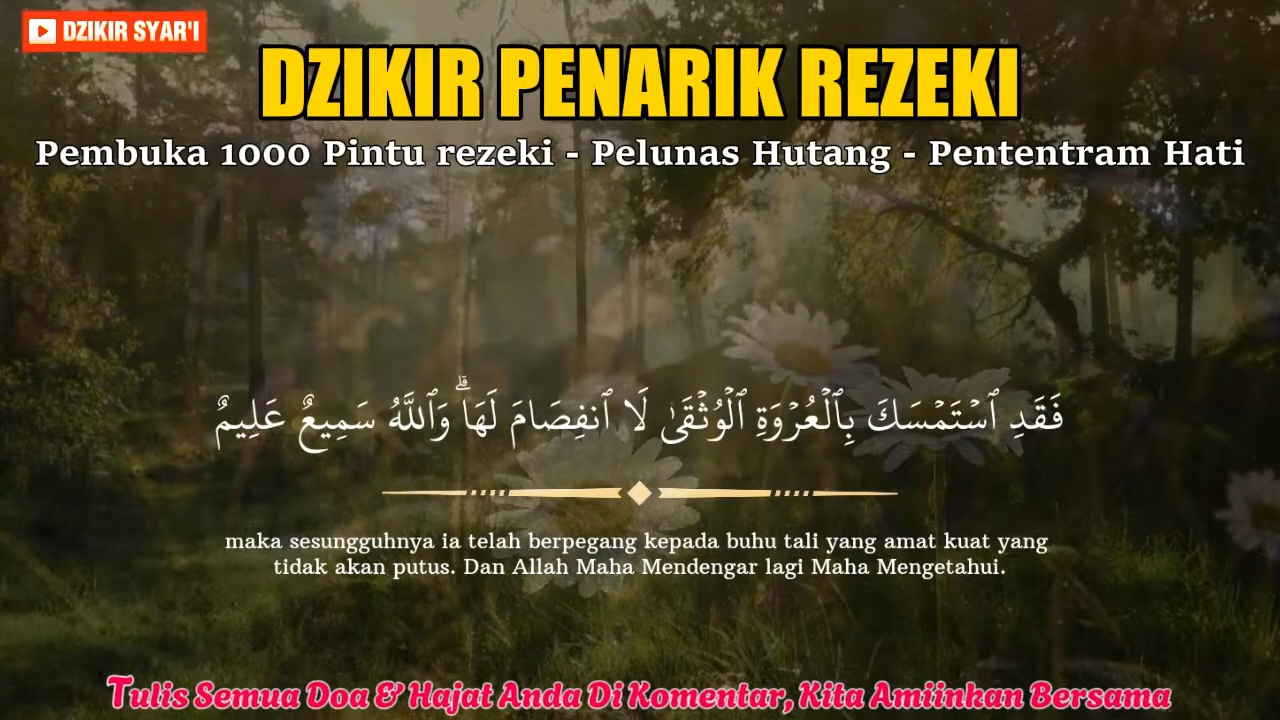 DZIKIR SYAR'I
DZIKIR PENARIK REZEKI
Pembuka 1000 Pintu rezeki - Pelunas Hutang - Pententram Hati
فَقَدِ ٱسْتَمْسَكَ بِٱلْعُرْوَةِ ٱلْوُثْقَىٰ لَا ٱنفِصَامَ لَهَا ۗ وَٱللَّهُ سَمِيعٌ عَلِيمٌ
maka sesungguhnya ia telah berpegang kepada buhu tali yang amat kuat yang
tidak akan putus. Dan Allah Maha Mendengar lagi Maha Mengetahui.
Tulis Semua Doa & Hajat Anda Di Komentar, Kita Amiinkan Bersama